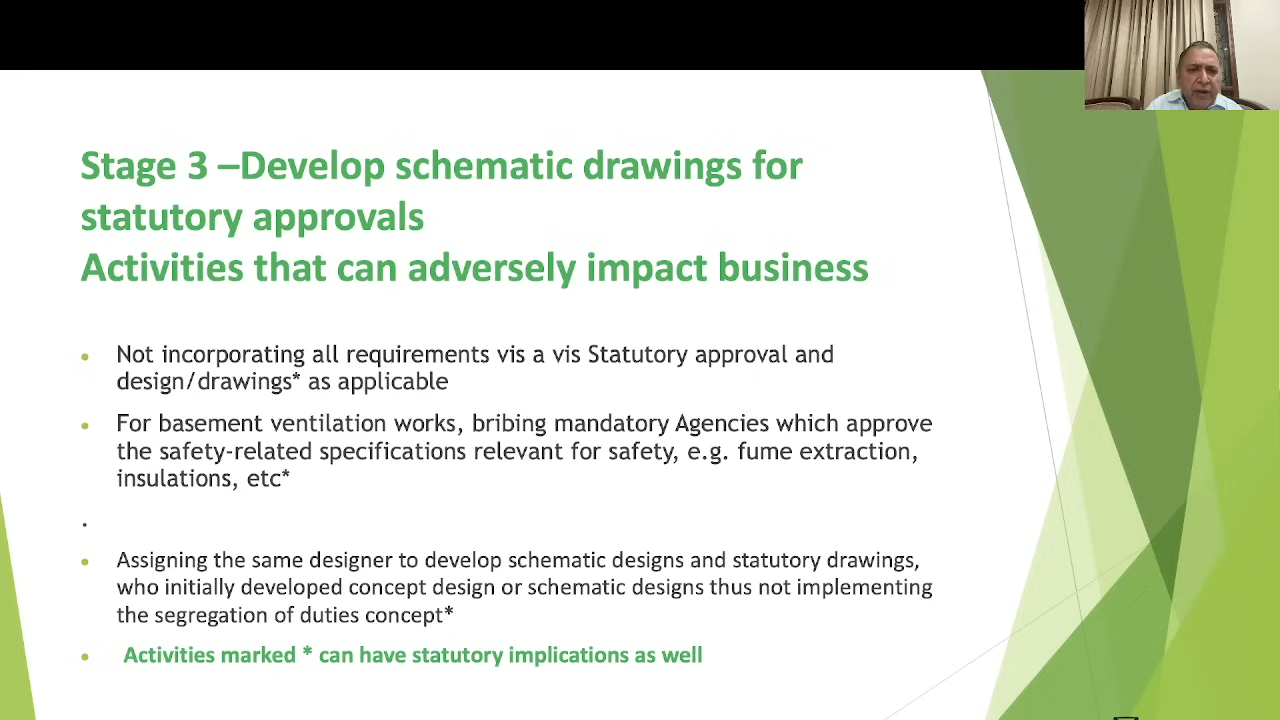 Stage 3 –Develop schematic drawings for
statutory approvals
Activities that can adversely impact business
• Not incorporating all requirements vis a vis Statutory approval and
design/drawings* as applicable
• For basement ventilation works, bribing mandatory Agencies which approve
the safety-related specifications relevant for safety, e.g. fume extraction,
insulations, etc*
.
• Assigning the same designer to develop schematic designs and statutory drawings,
who initially developed concept design or schematic designs thus not implementing
the segregation of duties concept*
• Activities marked * can have statutory implications as well